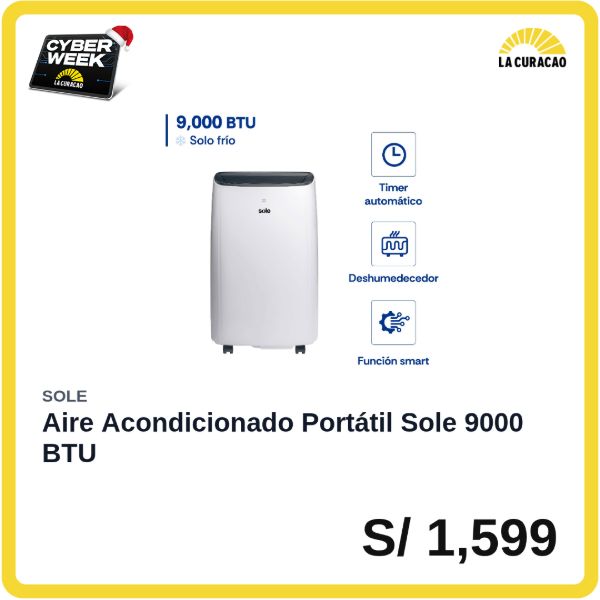 CYBER
WEEK
LA CURACAO
LA CURACAO
9,000 BTU
Solo frío
sole
Timer
automático
Deshumedecedor
Función smart
SOLE
Aire Acondicionado Portátil Sole 9000
BTU
S/ 1,599